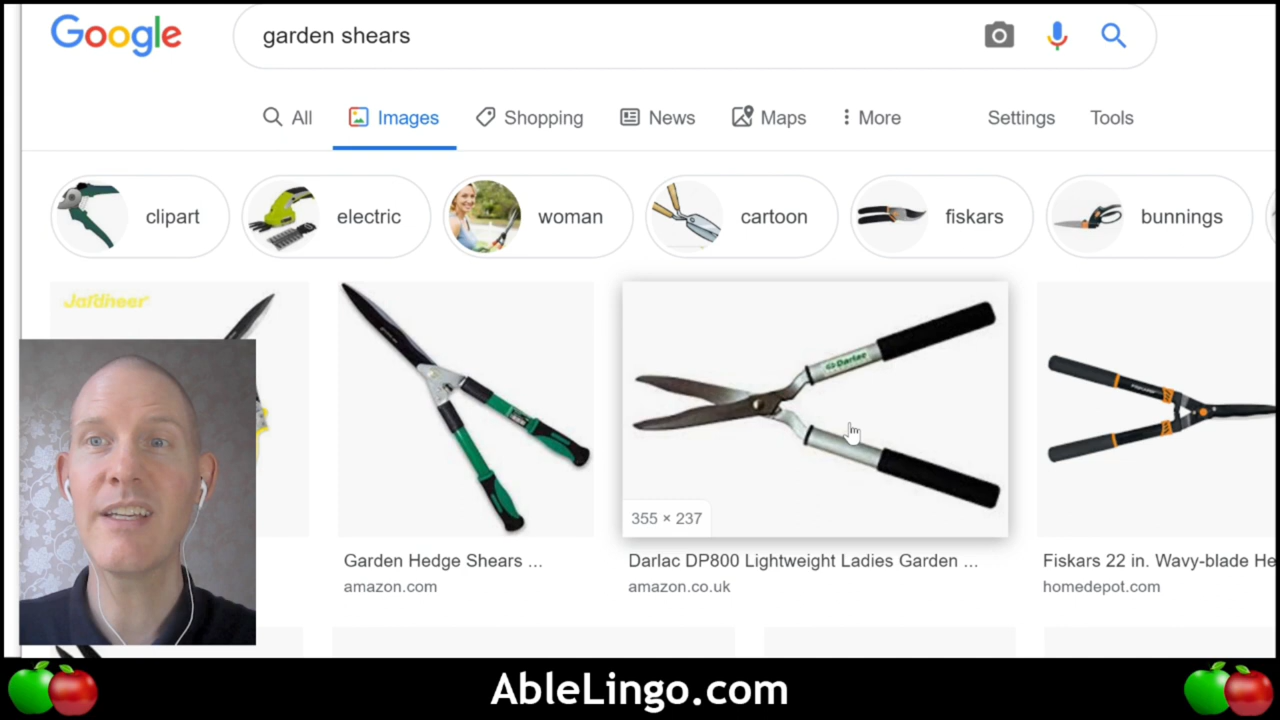 Google
garden shears
All Images Shopping News Maps More Settings Tools
clipart electric woman cartoon fiskars bunnings
Jardheer
Darlac
355 × 237
Garden Hedge Shears ... Darlac DP800 Lightweight Ladies Garden ... Fiskars 22 in. Wavy-blade He
amazon.com amazon.co.uk homedepot.com
AbleLingo.com